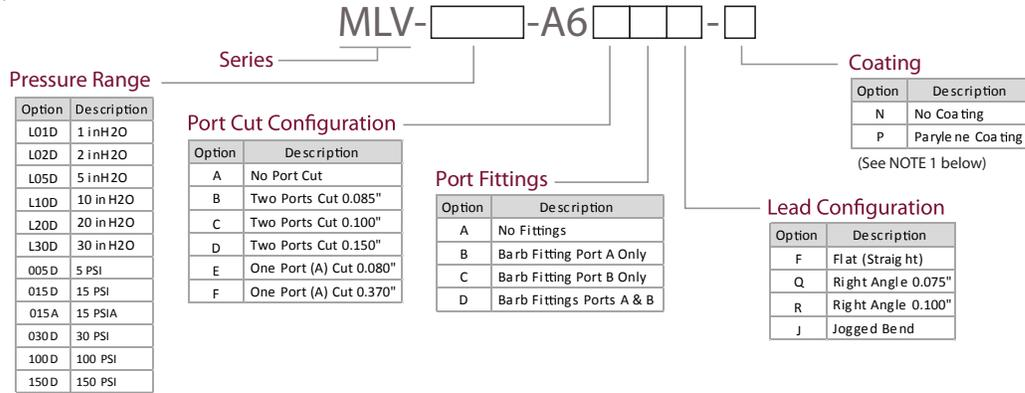 MLV- -A6 -
Series
Pressure Range
Option Description
L01D 1 inH2O
L02D 2 inH2O
L05D 5 inH2O
L10D 10 inH2O
L20D 20 inH2O
L30D 30 inH2O
005D 5 PSI
015D 15 PSI
015A 15 PSIA
030D 30 PSI
100D 100 PSI
150D 150 PSI
Port Cut Configuration
Option Description
A No Port Cut
B Two Ports Cut 0.085"
C Two Ports Cut 0.100"
D Two Ports Cut 0.150"
E One Port (A) Cut 0.080"
F One Port (A) Cut 0.370"
Port Fittings
Option Description
A No Fittings
B Barb Fitting Port A Only
C Barb Fitting Port B Only
D Barb Fittings Ports A & B
Lead Configuration
Option Description
F Flat (Straight)
Q Right Angle 0.075"
R Right Angle 0.100"
J Jogged Bend
Coating
Option Description
N No Coating
P Parylene Coating
(See NOTE 1 below)